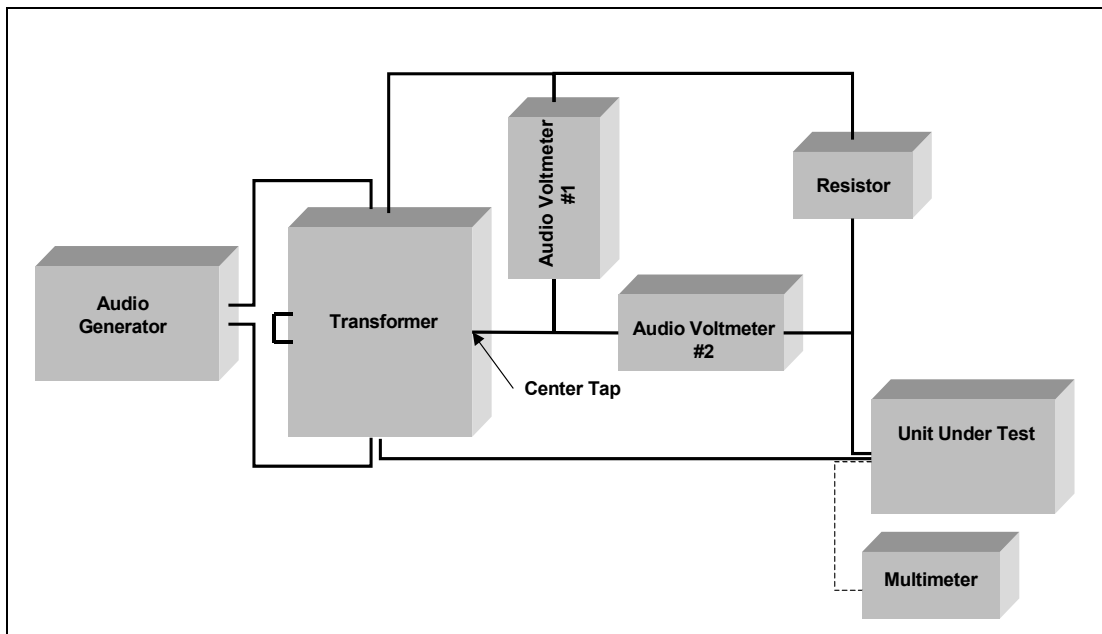 Audio Voltmeter
#1
Resistor
Audio
Generator
Transformer
Audio Voltmeter
#2
Center Tap
Unit Under Test
Multimeter